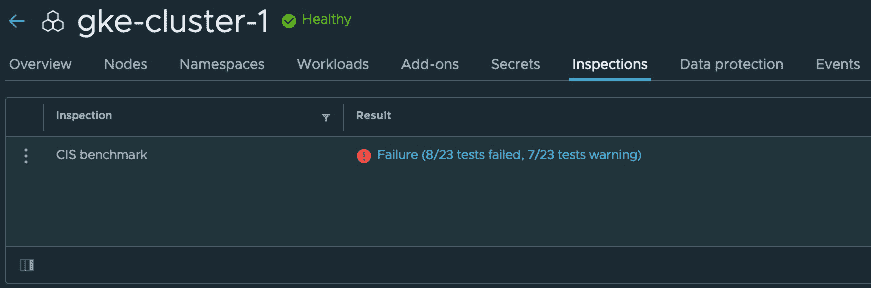 gke-cluster-1 Healthy
Overview Nodes Namespaces Workloads Add-ons Secrets Inspections Data protection Events
Inspection Result
CIS benchmark Failure (8/23 tests failed, 7/23 tests warning)